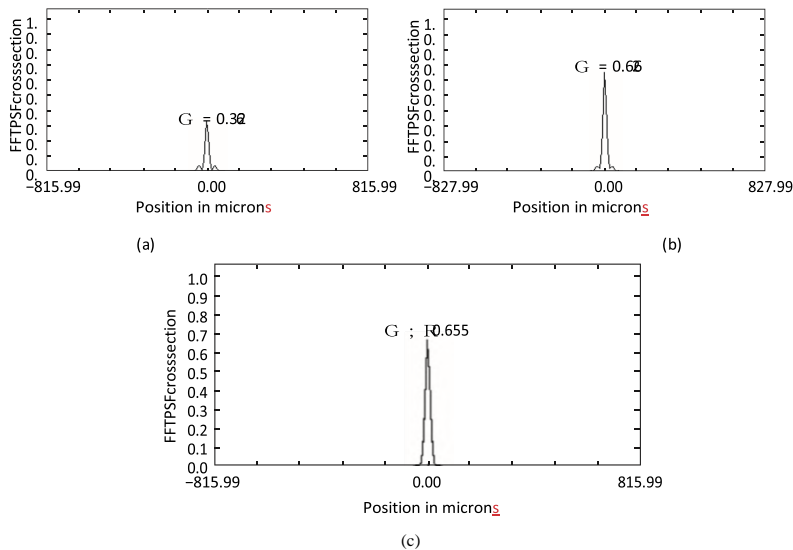 FFTPSFcrosssection
1.
0.
0.
0.
0.
0.
0.
0.
0.
0.
0.
G =
−815.99 0.00 815.99
Position in microns
(a)
FFTPSFcrosssection
1.
0.
0.
0.
0.
0.
0.
0.
0.
0.
0.
G =
−827.99 0.00 827.99
Position in microns
(b)
FFTPSFcrosssection
1.0
0.9
0.8
0.7
0.6
0.5
0.4
0.3
0.2
0.1
0.0
G ; R 0.655
−815.99 0.00 815.99
Position in microns
(c)